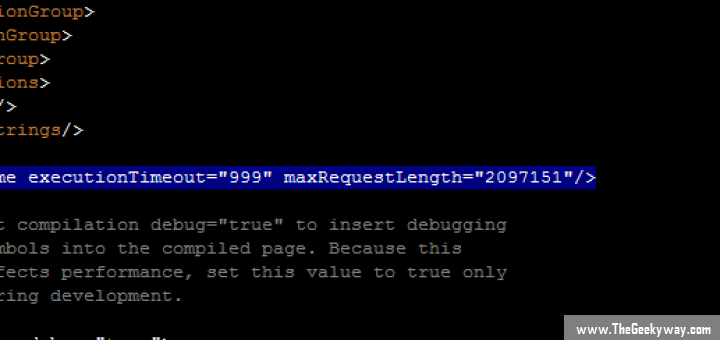 ionGroup>
nGroup>
roup>
ions>
/>
trings/>
me executionTimeout="999" maxRequestLength="2097151"/>
t compilation debug="true" to insert debugging
mbols into the compiled page. Because this
fects performance, set this value to true only
ring development.
www.TheGeekyway.com